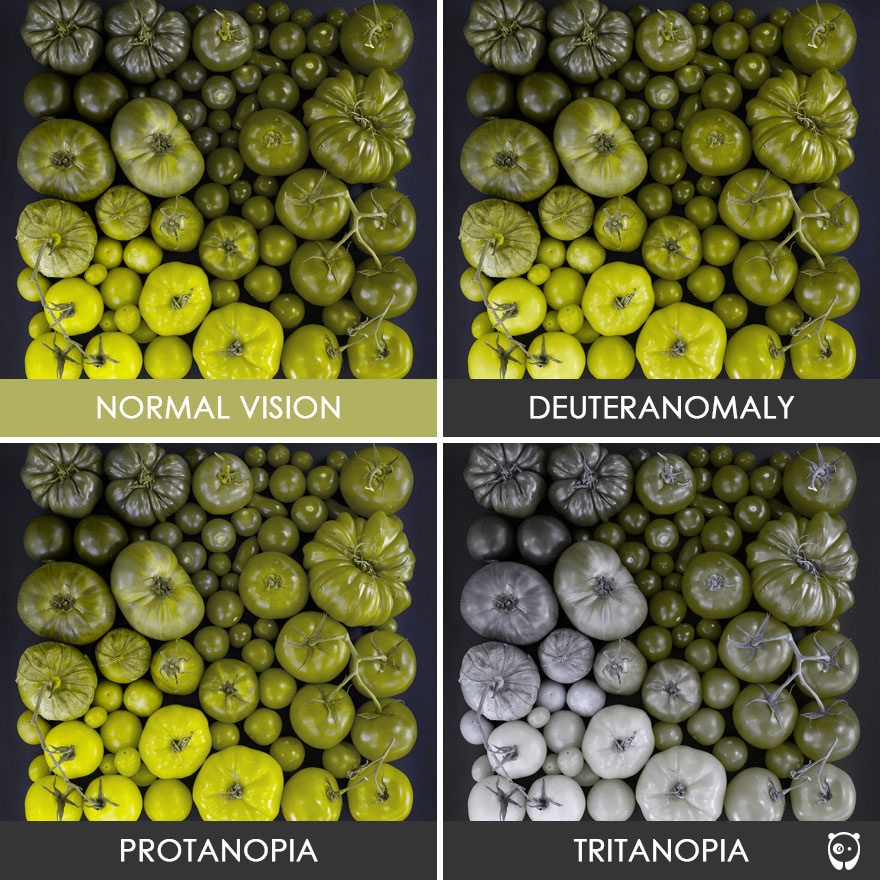 NORMAL VISION
DEUTERANOMALY
PROTANOPIA
TRITANOPIA